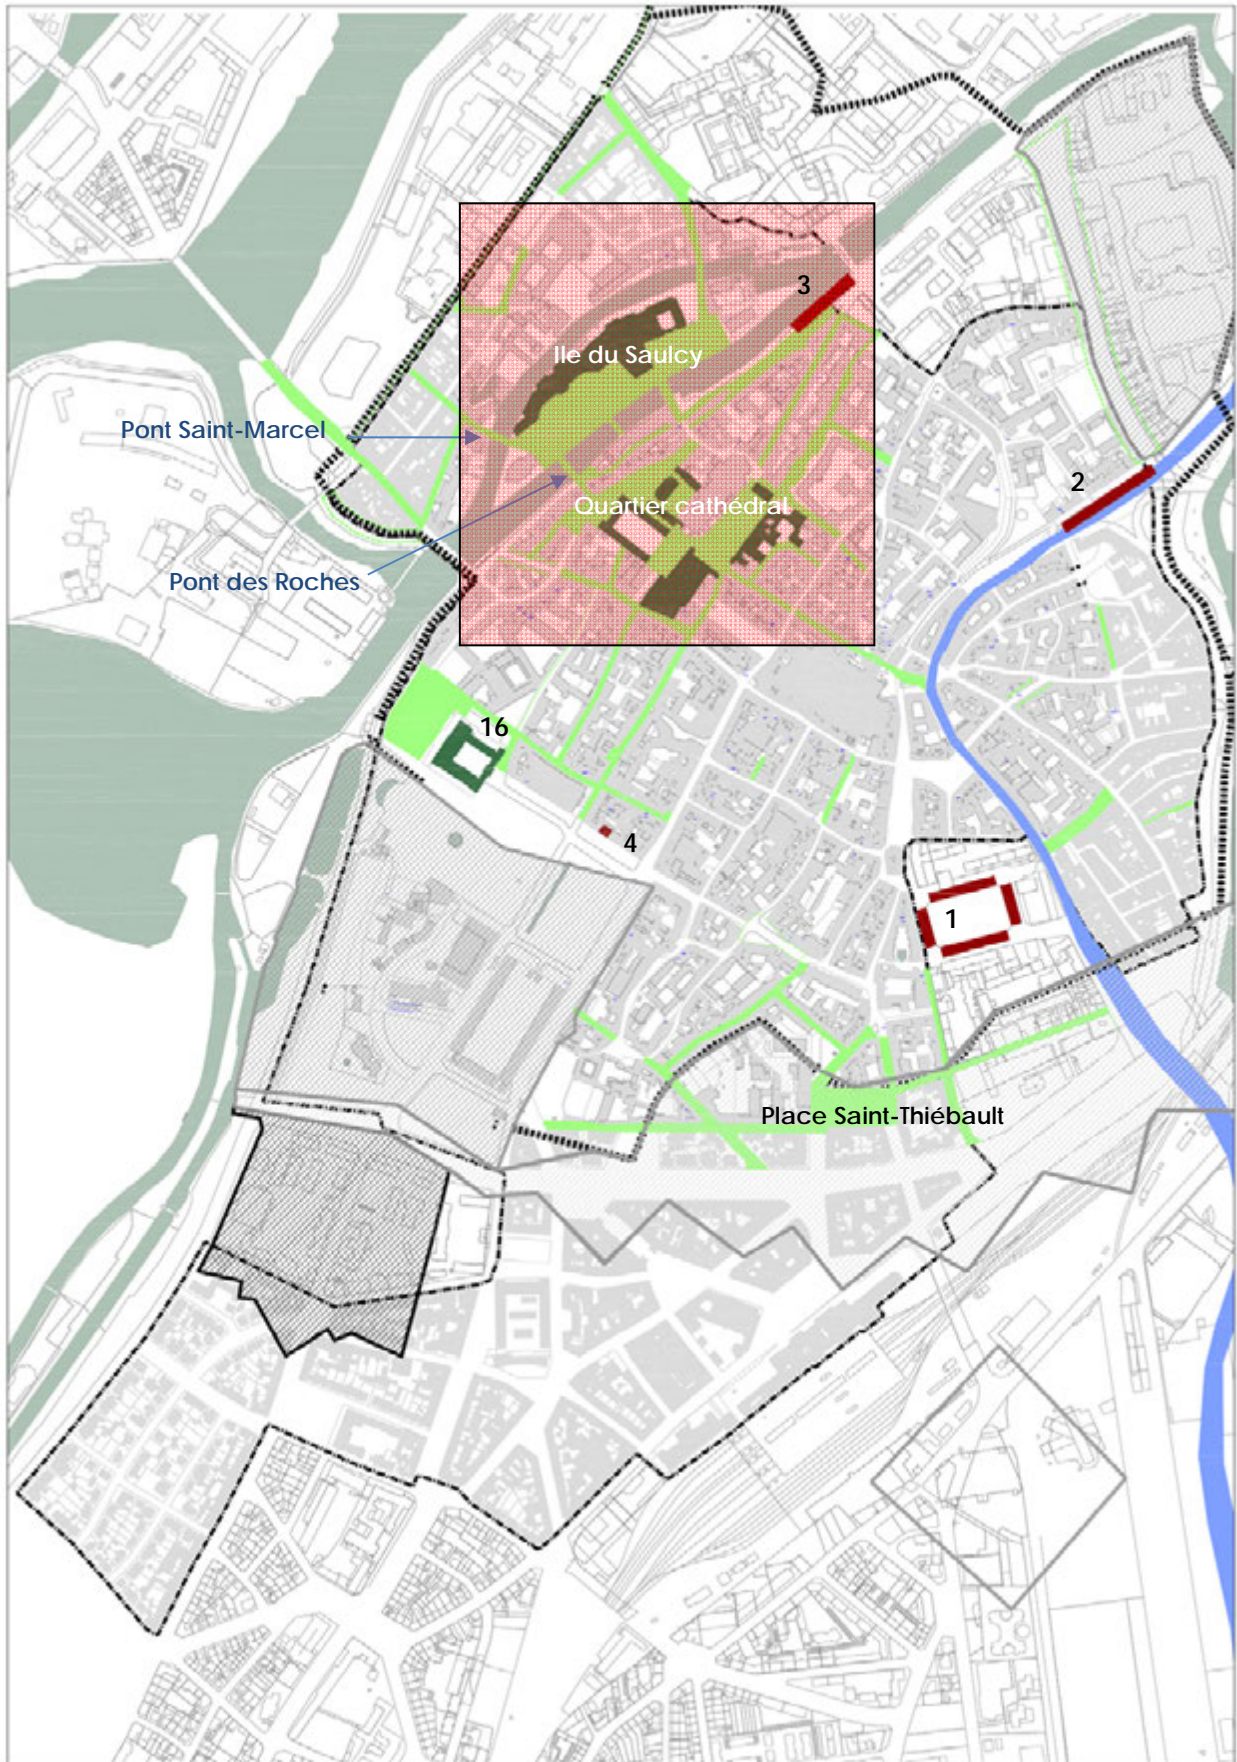 3
Ile du Saulcy
Pont Saint-Marcel
2
Quartier cathédral
Pont des Roches
16
4
1
Place Saint-Thiébault